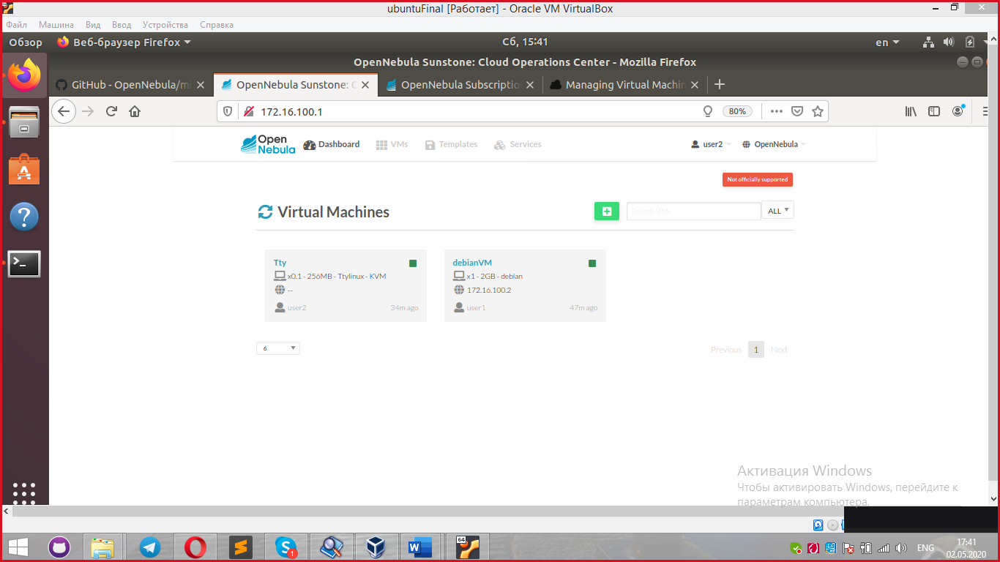 ubuntuFinal [Работает] - Oracle VM VirtualBox
Файл Машина Вид Ввод Устройства Справка
Обзор Веб-браузер Firefox Сб, 15:41 en
OpenNebula Sunstone: Cloud Operations Center - Mozilla Firefox
GitHub - OpenNebula/mi OpenNebula Sunstone: C OpenNebula Subscriptio Managing Virtual Machin
172.16.100.1 80%
Open Nebula Dashboard VMs Templates Services user2 OpenNebula
Not officially supported
Virtual Machines Search VMs ALL
Tty debianVM
x0.1 - 256MB - Ttylinux - KVM x1 - 2GB - debian
-- 172.16.100.2
user2 34m ago user1 47m ago
6 Previous 1 Next
Активация Windows
Чтобы активировать Windows, перейдите к
параметрам компьютера.
64
1
ENG 17:41
02.05.2020